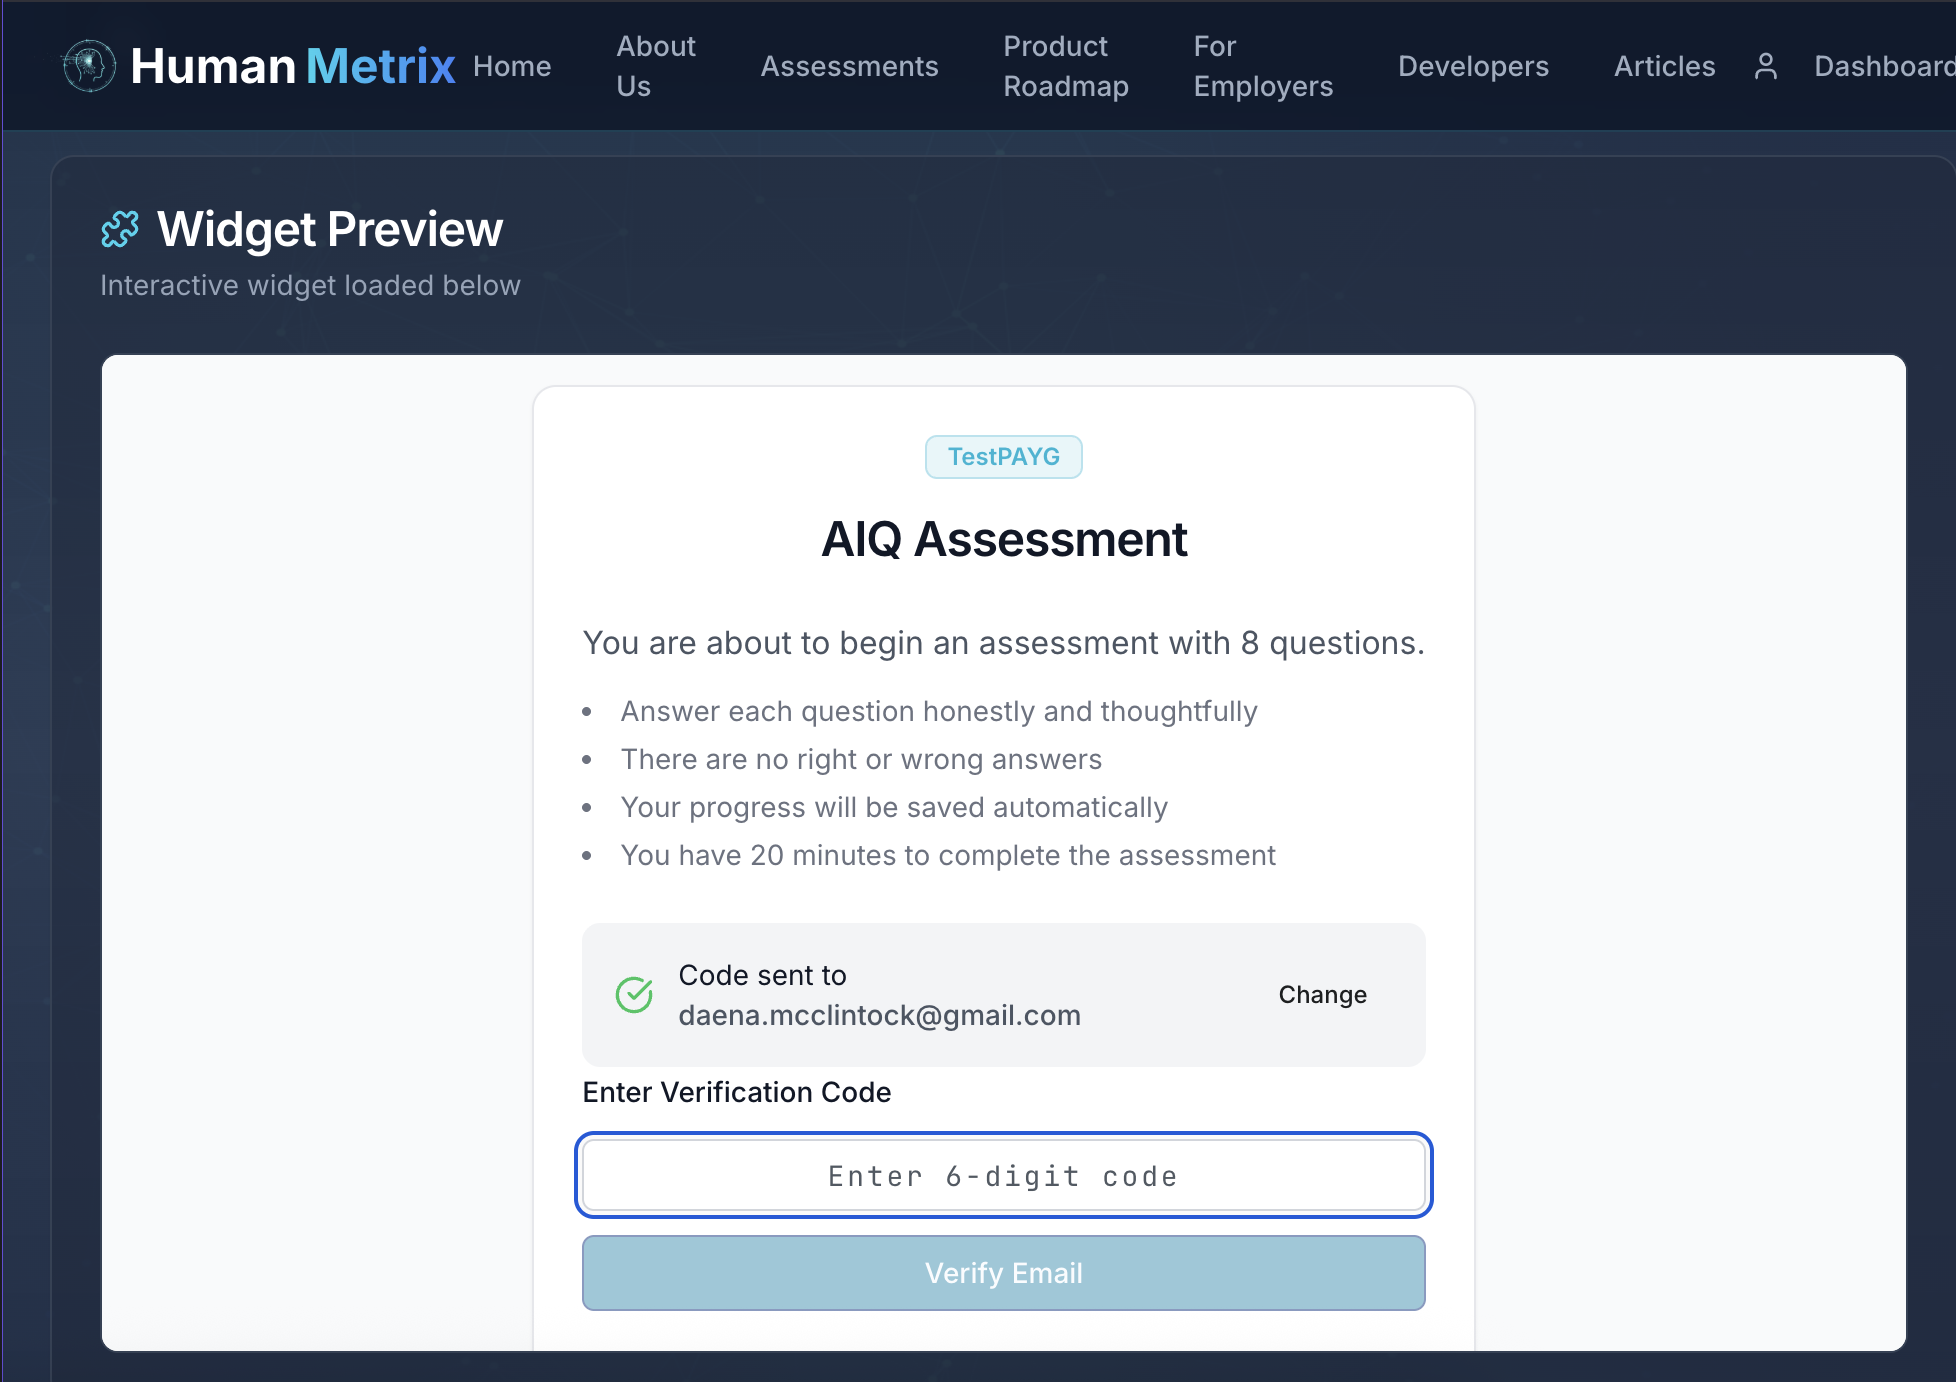 Human Metrix
Home
About
Us
Assessments
Product
Roadmap
For
Employers
Developers
Articles
Dashboard
Widget Preview
Interactive widget loaded below
TestPAYG
AIQ Assessment
You are about to begin an assessment with 8 questions.
• Answer each question honestly and thoughtfully
• There are no right or wrong answers
• Your progress will be saved automatically
• You have 20 minutes to complete the assessment
Code sent to
daena.mcclintock@gmail.com
Change
Enter Verification Code
Enter 6-digit code
Verify Email